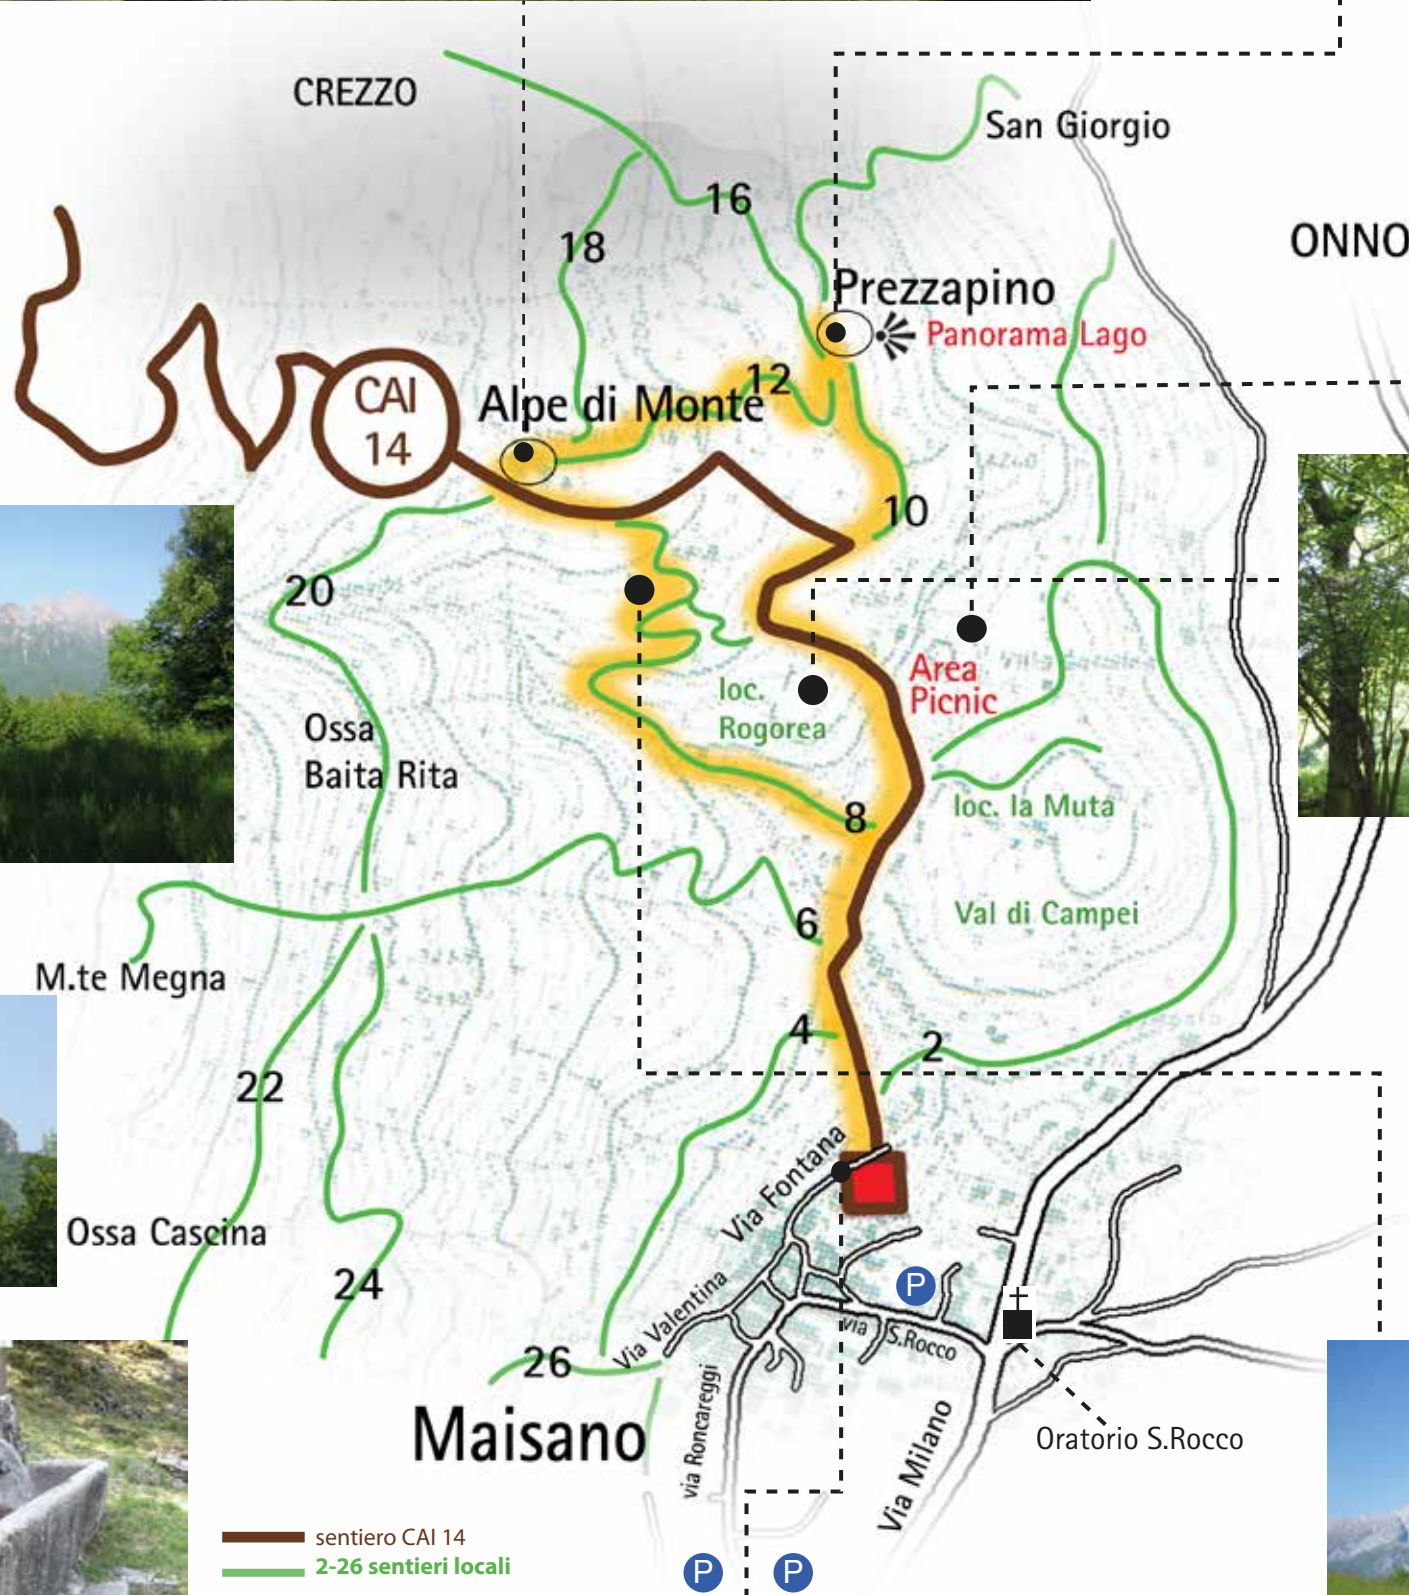 CREZZO
San Giorgio
16
18
ONNO
Prezzapino
Panorama Lago
CAI
14
Alpe di Monte
12
10
20
Area
Picnic
loc.
Rogorea
Ossa
Baita Rita
8
loc. la Muta
6
Val di Campei
M.te Megna
4
2
22
Via Fontana
Ossa Cascina
24
P
Via Valentina
via S.Rocco
26
via Roncareggi
Maisano
Via Milano
Oratorio S.Rocco
sentiero CAI 14
2-26 sentieri locali
P
P